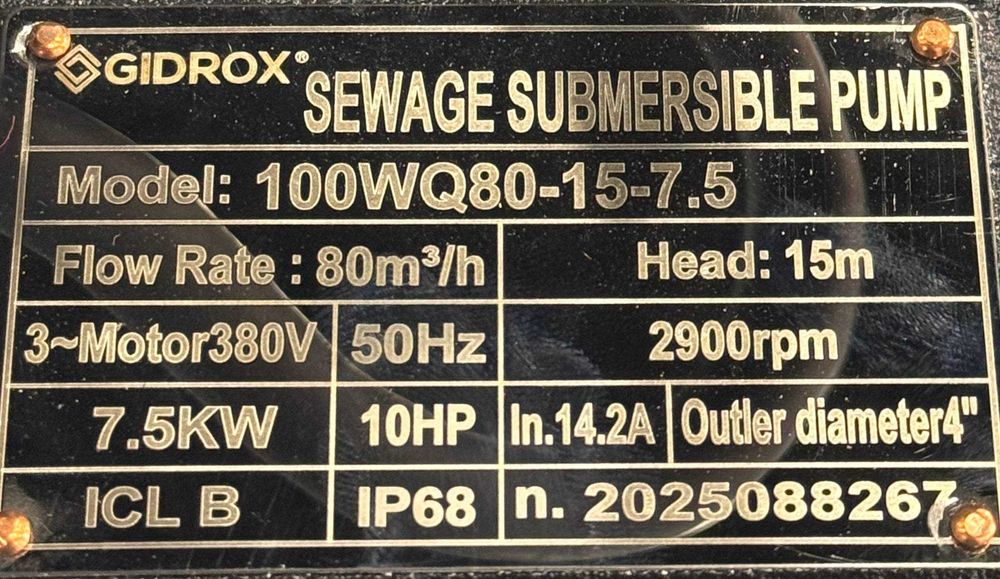 GIDROX®
SEWAGE SUBMERSIBLE PUMP
Model: 100WQ80-15-7.5
Flow Rate : 80m³/h Head: 15m
3~Motor380V 50Hz 2900rpm
7.5KW 10HP In.14.2A Outler diameter4"
ICL B IP68 n. 2025088267